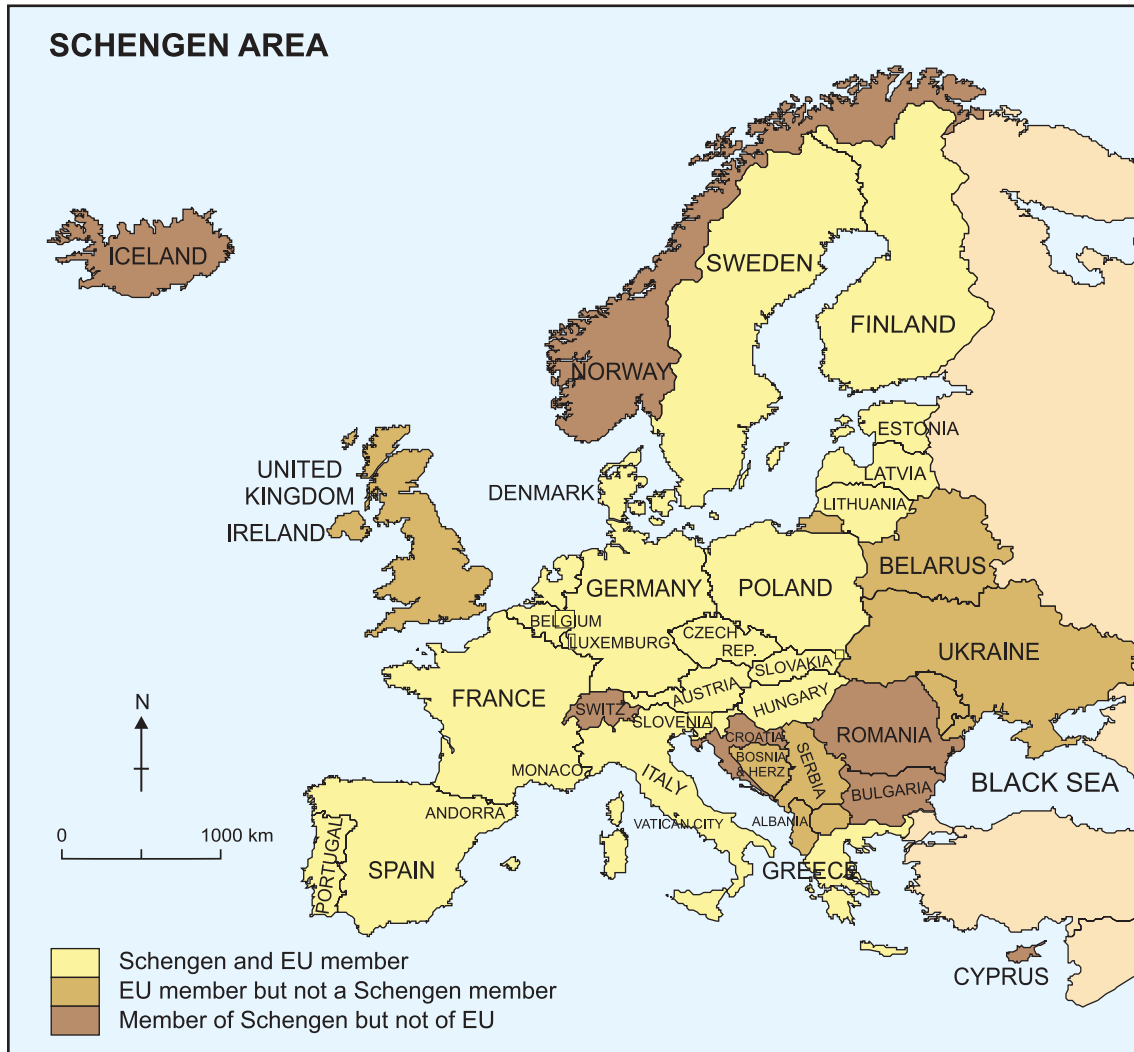 SCHENGEN AREA
ICELAND
SWEDEN
FINLAND
NORWAY
ESTONIA
LATVIA
LITHUANIA
UNITED
KINGDOM
DENMARK
IRELAND
BELARUS
GERMANY
POLAND
BELGIUM
LUXEMBURG
CZECH
REP.
SLOVAKIA
UKRAINE
FRANCE
AUSTRIA
HUNGARY
SWITZ
SLOVENIA
CROATIA
ROMANIA
BOSNIA
& HERZ
SERBIA
MONACO
ITALY
BULGARIA
BLACK SEA
ANDORRA
VATICAN CITY
ALBANIA
PORTUGAL
SPAIN
GREECE
CYPRUS
N
0 1000 km
Schengen and EU member
EU member but not a Schengen member
Member of Schengen but not of EU